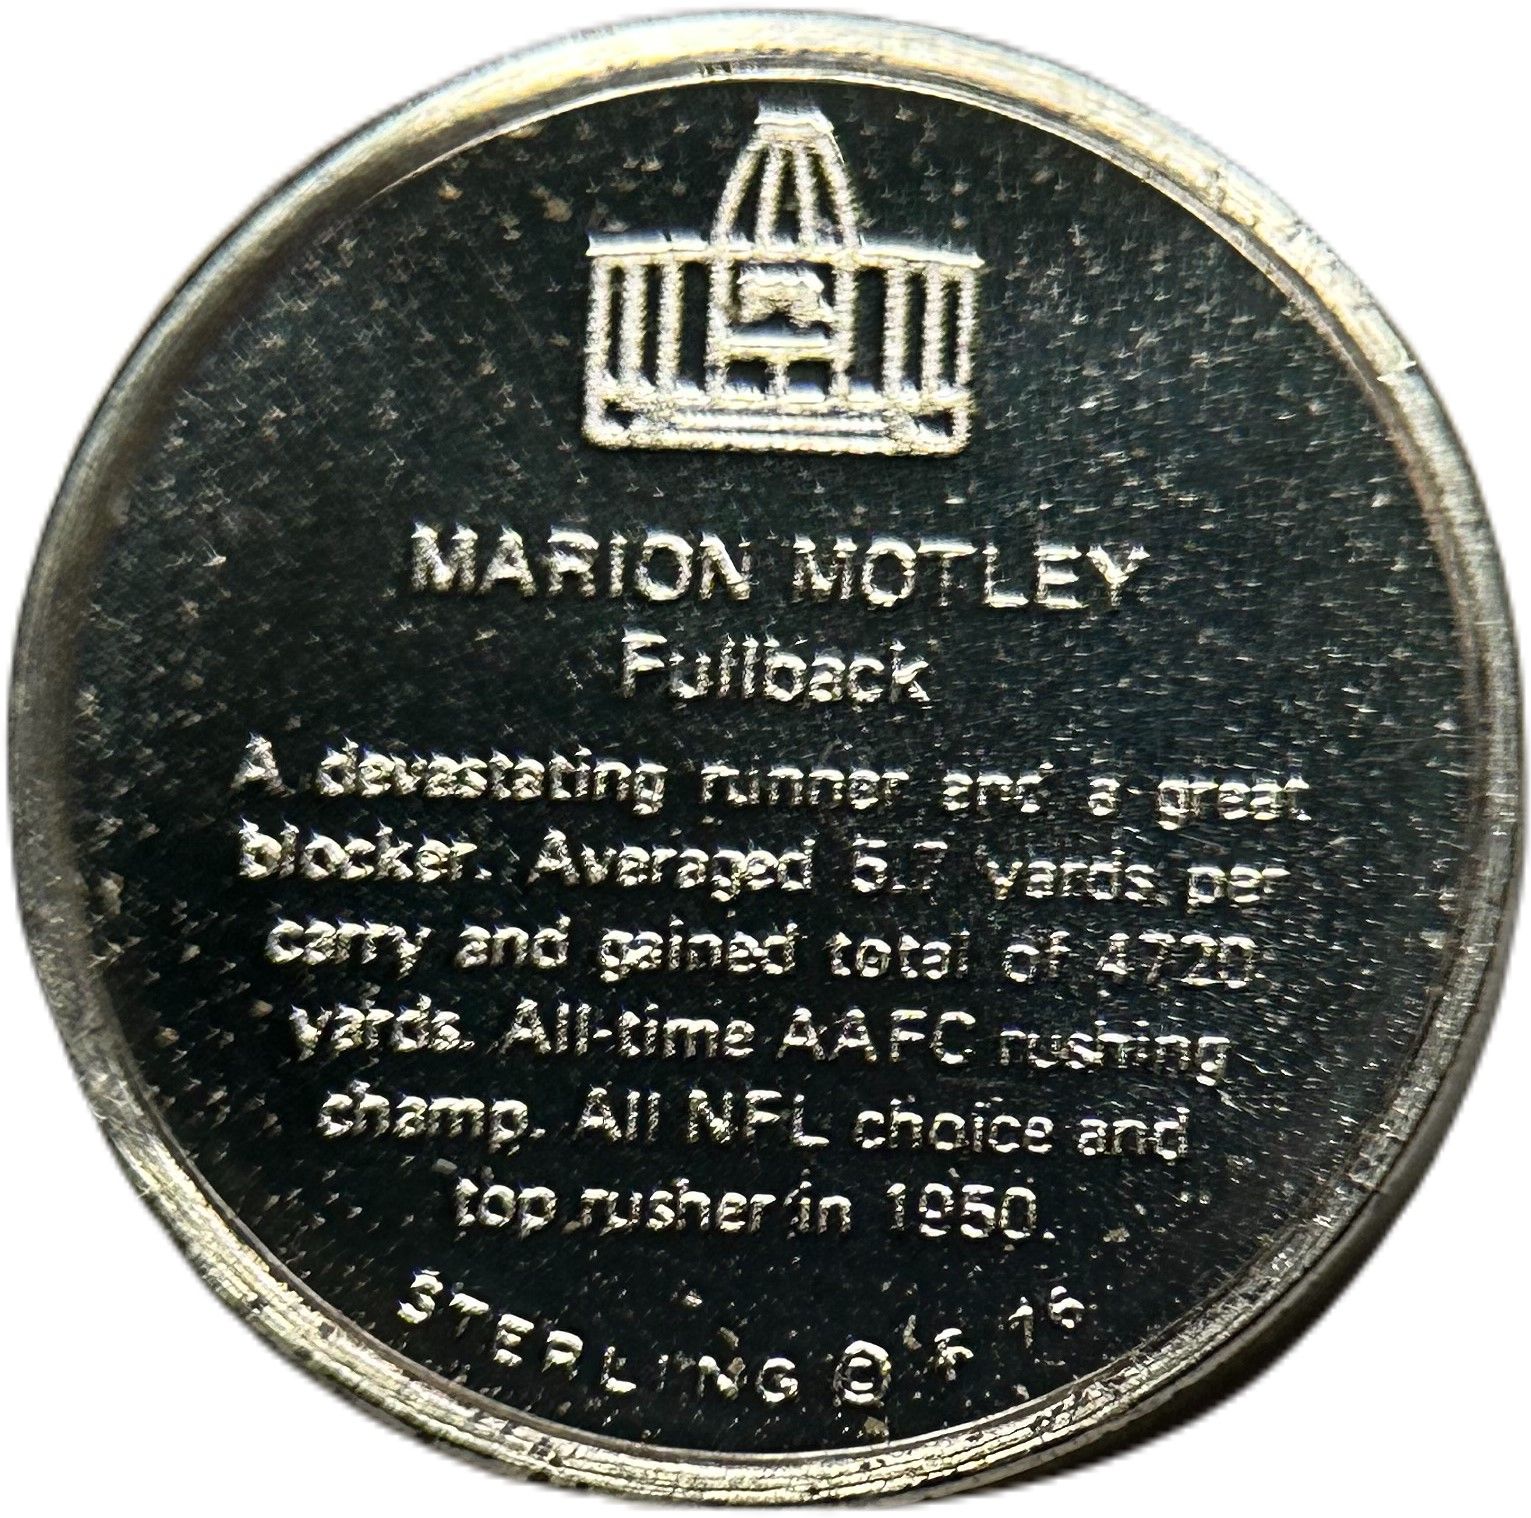 MARION MOTLEY
Fullback
A devastating runner and a great
blocker. Averaged 5.7 yards per
carry and gained total of 4720
yards. All-time AAFC rushing
champ. All NFL choice and
top rusher in 1950.
STERLING ©